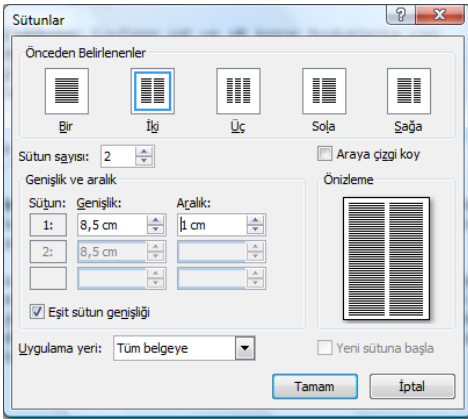 Sütunlar
Önceden Belirlenenler
Bir İki Üç Sola Sağa
Sütun sayısı: 2
Araya çizgi koy
Genişlik ve aralık
Önizleme
Sütun: Genişlik: Aralık:
1: 8,5 cm 1 cm
2: 8,5 cm
Eşit sütun genişliği
Uygulama yeri: Tüm belgeye
Yeni sütuna başla
Tamam İptal